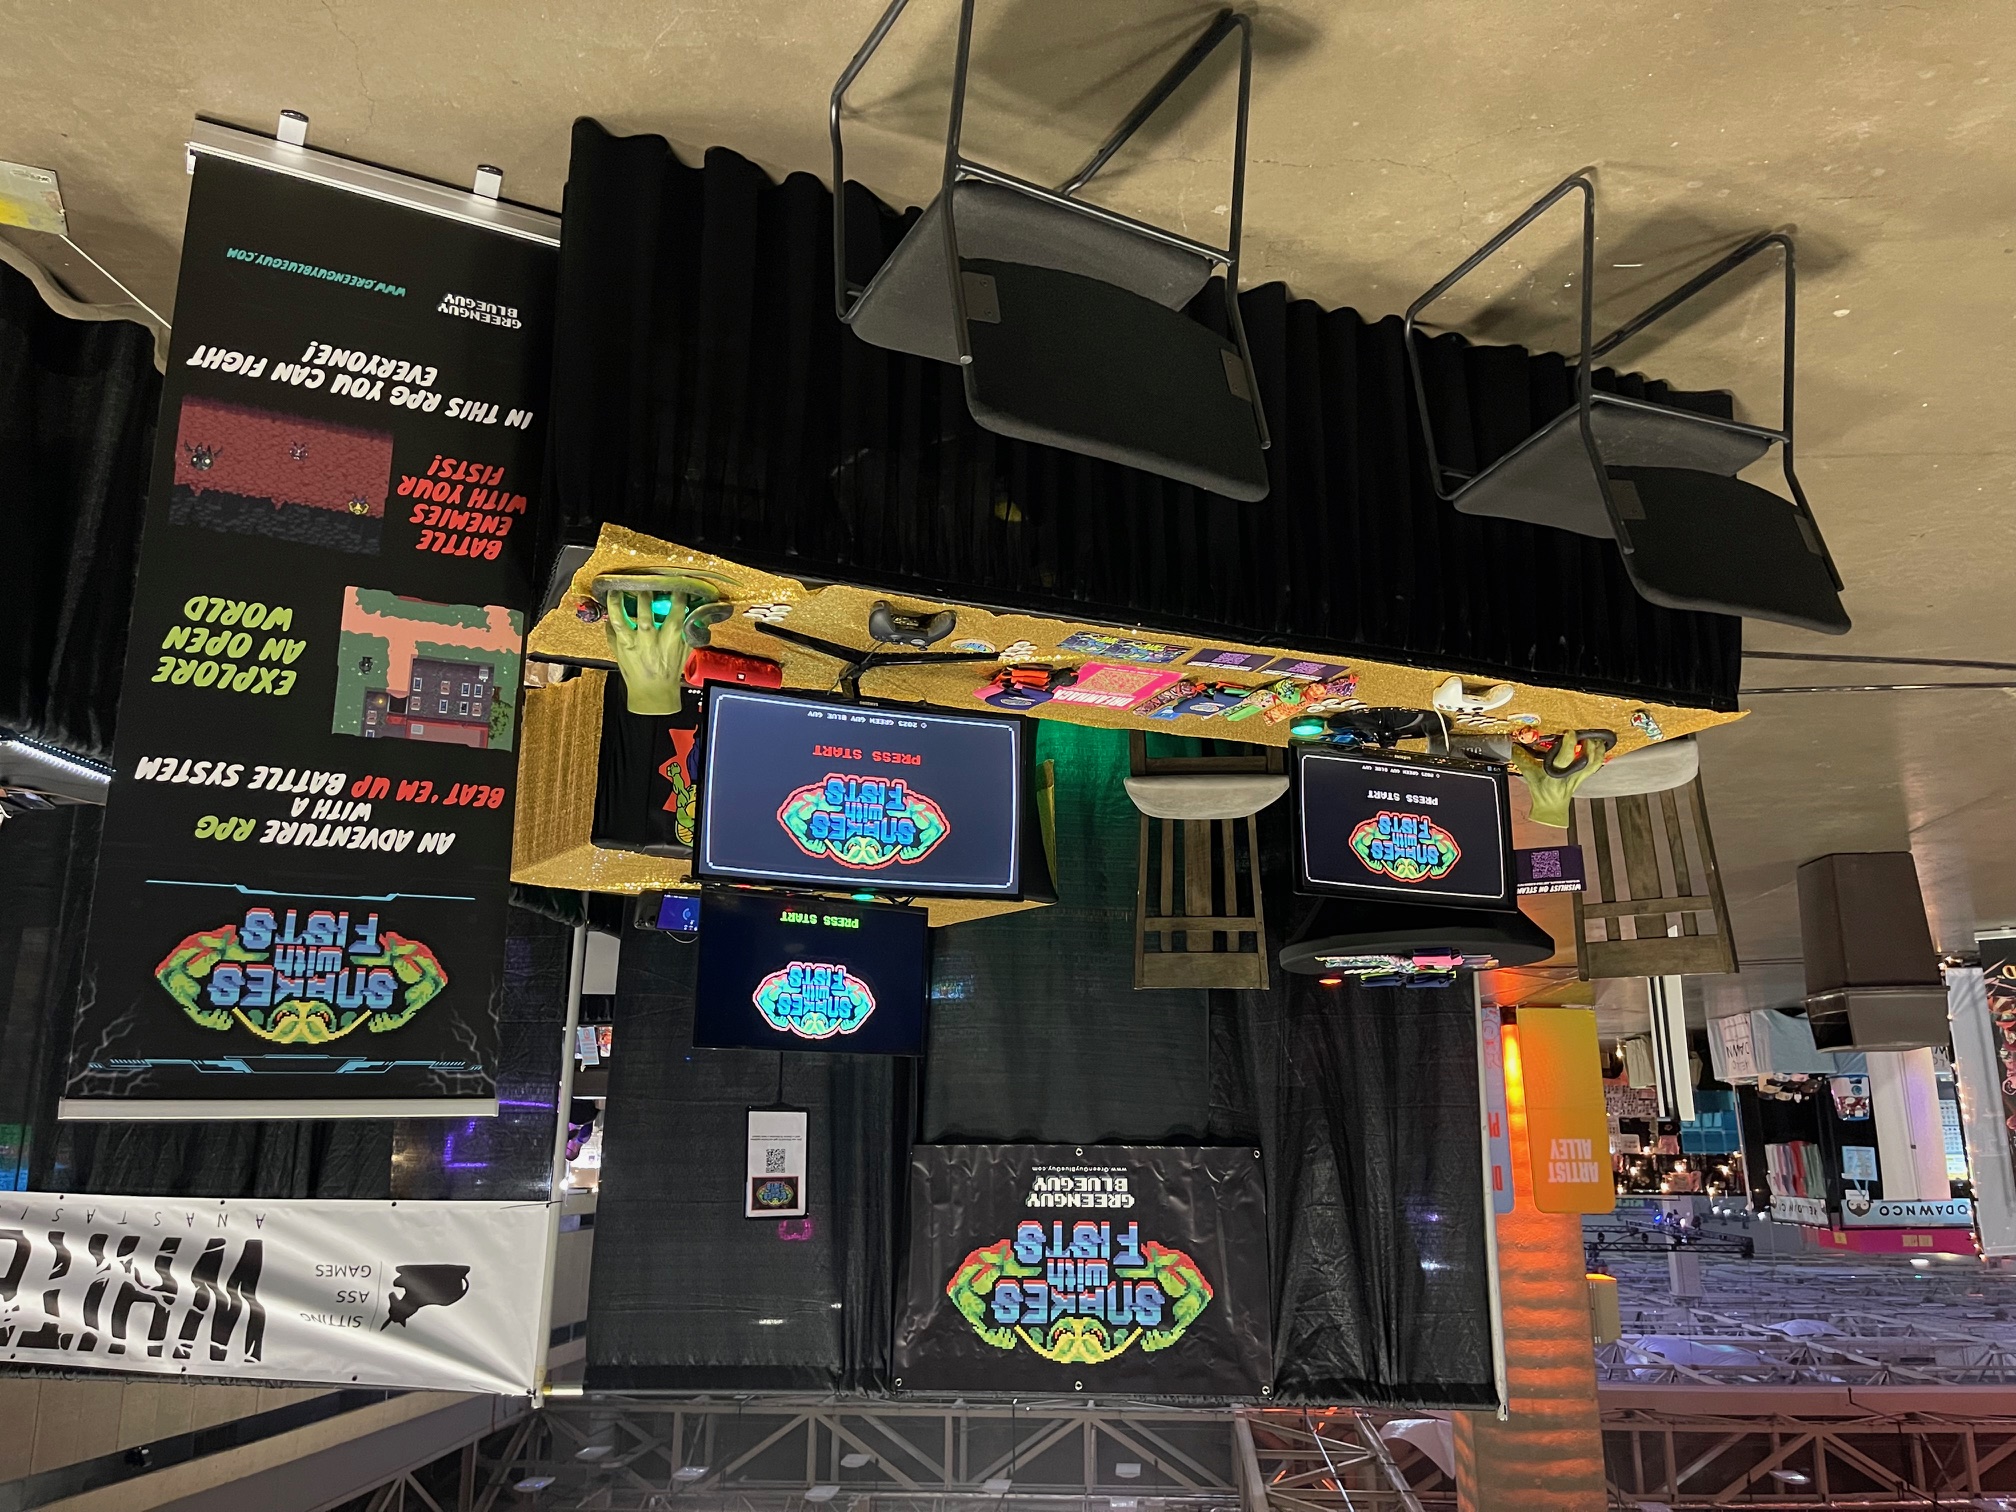 SNAKES
with
FISTS
GREENGUY
BLUEGUY
www.GreenGuyBlueGuy.com
SITTING
ASS
GAMES
ODAWNCO
ARTIST
ALLEY
SNAKES
with
FISTS
PRESS START
WISHLIST ON STEAM
SNAKES
with
FISTS
PRESS START
© 2025 GREEN GUY BLUE GUY
SNAKES
with
FISTS
PRESS START
© 2025 GREEN GUY BLUE GUY
DREAMHACK
SNAKES
with
FISTS
AN ADVENTURE RPG
WITH A
BEAT 'EM UP BATTLE SYSTEM
EXPLORE
AN OPEN
WORLD
BATTLE
ENEMIES
WITH YOUR
FISTS!
IN THIS RPG YOU CAN FIGHT
EVERYONE!
GREENGUY
BLUEGUY
WWW.GREENGUYBLUEGUY.COM